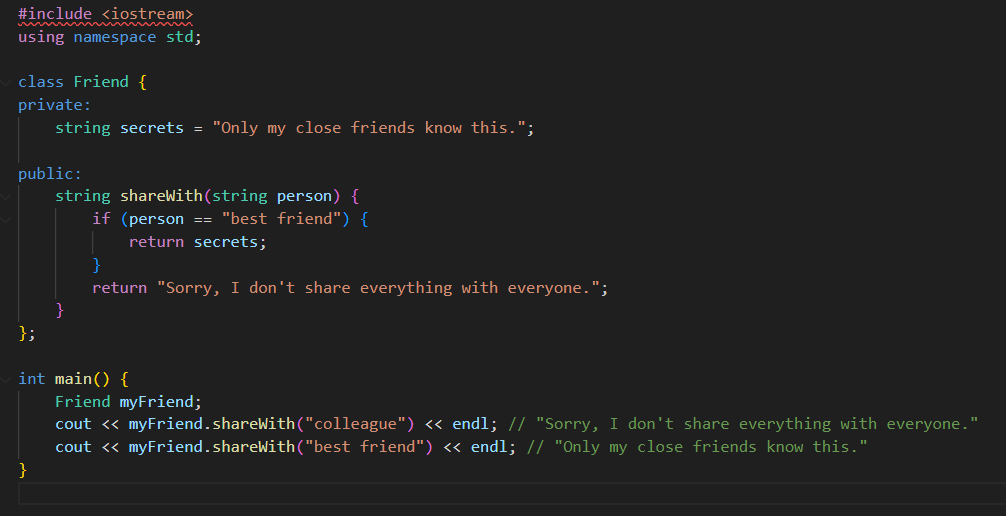 #include <iostream>
using namespace std;
class Friend {
private:
    string secrets = "Only my close friends know this.";
public:
    string shareWith(string person) {
        if (person == "best friend") {
            return secrets;
        }
        return "Sorry, I don't share everything with everyone.";
    }
};
int main() {
    Friend myFriend;
    cout << myFriend.shareWith("colleague") << endl; // "Sorry, I don't share everything with everyone."
    cout << myFriend.shareWith("best friend") << endl; // "Only my close friends know this."
}